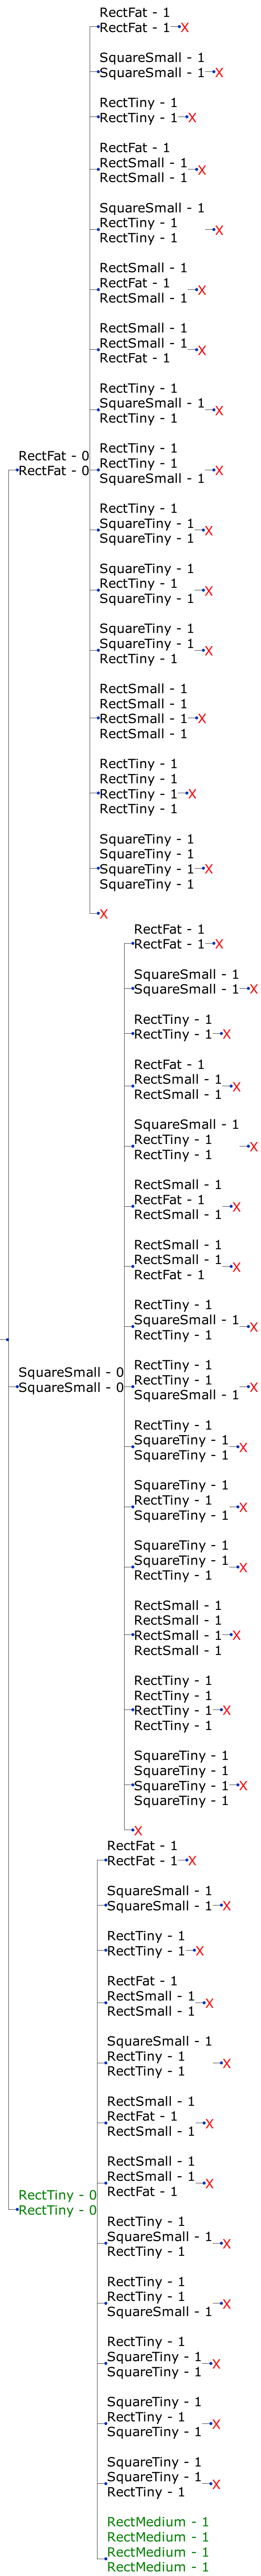 RectFat - 0
RectFat - 0
RectFat - 1
RectFat - 1 X
SquareSmall - 1
SquareSmall - 1 X
RectTiny - 1
RectTiny - 1 X
RectFat - 1
RectSmall - 1 X
RectSmall - 1
SquareSmall - 1
RectTiny - 1 X
RectTiny - 1
RectSmall - 1
RectFat - 1 X
RectSmall - 1
RectSmall - 1
RectSmall - 1 X
RectFat - 1
RectTiny - 1
SquareSmall - 1 X
RectTiny - 1
RectTiny - 1
RectTiny - 1 X
SquareSmall - 1
RectTiny - 1
SquareTiny - 1 X
SquareTiny - 1
SquareTiny - 1
RectTiny - 1 X
SquareTiny - 1
SquareTiny - 1
SquareTiny - 1 X
RectTiny - 1
RectSmall - 1
RectSmall - 1
RectSmall - 1 X
RectSmall - 1
RectTiny - 1
RectTiny - 1
RectTiny - 1 X
RectTiny - 1
SquareTiny - 1
SquareTiny - 1
SquareTiny - 1 X
SquareTiny - 1
X
SquareSmall - 0
SquareSmall - 0
RectFat - 1
RectFat - 1 X
SquareSmall - 1
SquareSmall - 1 X
RectTiny - 1
RectTiny - 1 X
RectFat - 1
RectSmall - 1 X
RectSmall - 1
SquareSmall - 1
RectTiny - 1 X
RectTiny - 1
RectSmall - 1
RectFat - 1 X
RectSmall - 1
RectSmall - 1
RectSmall - 1 X
RectFat - 1
RectTiny - 1
SquareSmall - 1 X
RectTiny - 1
RectTiny - 1
RectTiny - 1 X
SquareSmall - 1
RectTiny - 1
SquareTiny - 1 X
SquareTiny - 1
SquareTiny - 1
RectTiny - 1 X
SquareTiny - 1
SquareTiny - 1
SquareTiny - 1 X
RectTiny - 1
RectSmall - 1
RectSmall - 1
RectSmall - 1 X
RectSmall - 1
RectTiny - 1
RectTiny - 1
RectTiny - 1 X
RectTiny - 1
SquareTiny - 1
SquareTiny - 1
SquareTiny - 1 X
SquareTiny - 1
X
RectTiny - 0
RectTiny - 0
RectFat - 1
RectFat - 1 X
SquareSmall - 1
SquareSmall - 1 X
RectTiny - 1
RectTiny - 1 X
RectFat - 1
RectSmall - 1 X
RectSmall - 1
SquareSmall - 1
RectTiny - 1 X
RectTiny - 1
RectSmall - 1
RectFat - 1 X
RectSmall - 1
RectSmall - 1
RectSmall - 1 X
RectFat - 1
RectTiny - 1
SquareSmall - 1 X
RectTiny - 1
RectTiny - 1
RectTiny - 1 X
SquareSmall - 1
RectTiny - 1
SquareTiny - 1 X
SquareTiny - 1
SquareTiny - 1
RectTiny - 1 X
SquareTiny - 1
SquareTiny - 1
SquareTiny - 1 X
RectTiny - 1
RectMedium - 1
RectMedium - 1
RectMedium - 1
RectMedium - 1